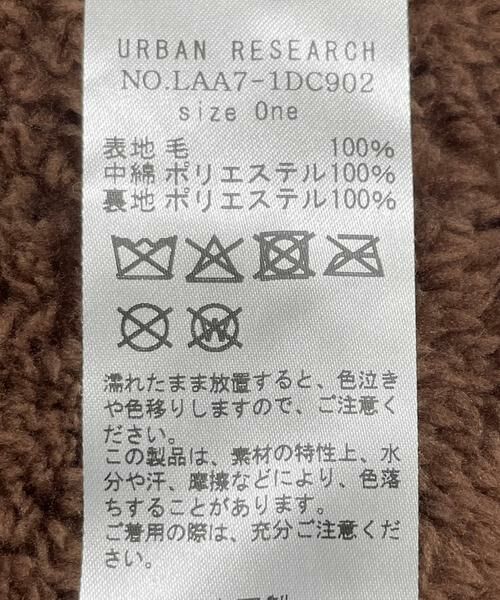 URBAN RESEARCH
NO.LAA7-1DC902
size One
表地 毛 100%
中綿 ポリエステル100%
裏地 ポリエステル100%
W
濡れたまま放置すると、色泣き
や色移りしますので、ご注意く
ださい。
この製品は、素材の特性上、水
分や汗、摩擦などにより、色落
ちすることがあります。
ご着用の際は、充分ご注意くだ
さい。